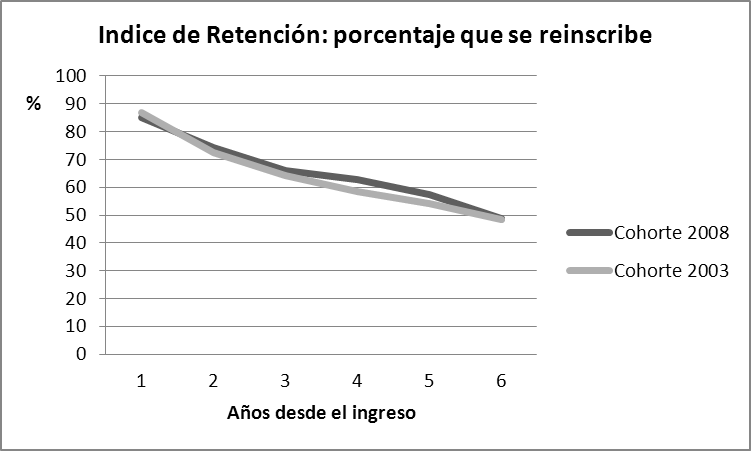 Indice de Retención: porcentaje que se reinscribe
%
100
90
80
70
60
50
40
30
20
10
0
1 2 3 4 5 6
Años desde el ingreso
Cohorte 2008
Cohorte 2003